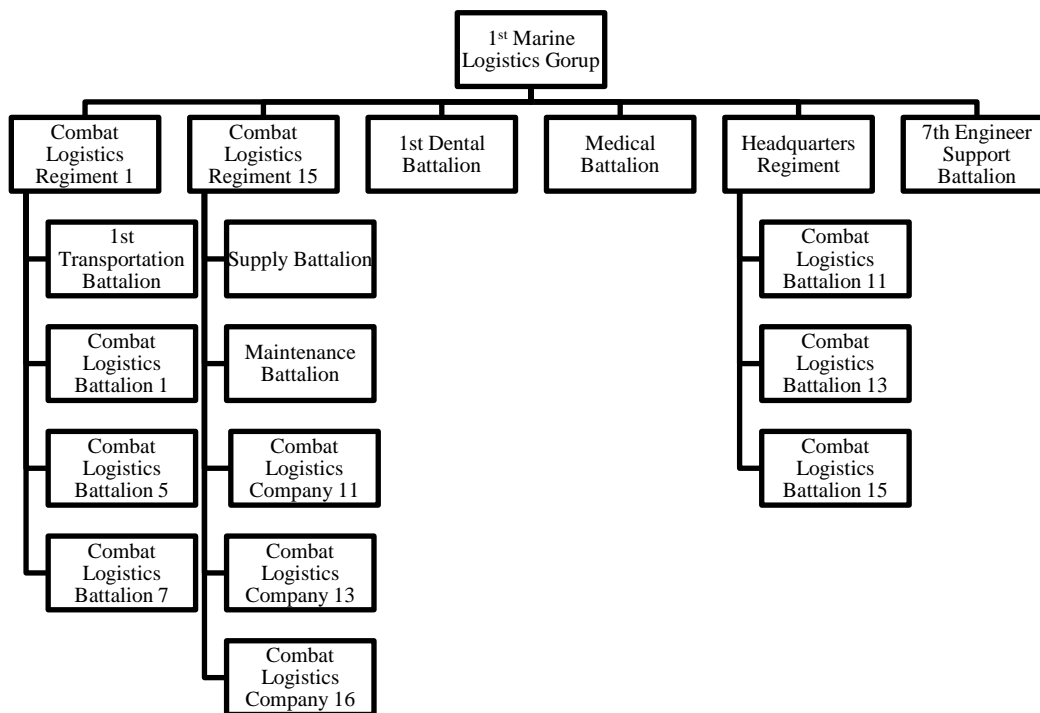 1st Marine
Logistics Gorup
Combat
Logistics
Regiment 1
Combat
Logistics
Regiment 15
1st Dental
Battalion
Medical
Battalion
Headquarters
Regiment
7th Engineer
Support
Battalion
1st
Transportation
Battalion
Combat
Logistics
Battalion 1
Combat
Logistics
Battalion 5
Combat
Logistics
Battalion 7
Supply Battalion
Maintenance
Battalion
Combat
Logistics
Company 11
Combat
Logistics
Company 13
Combat
Logistics
Company 16
Combat
Logistics
Battalion 11
Combat
Logistics
Battalion 13
Combat
Logistics
Battalion 15